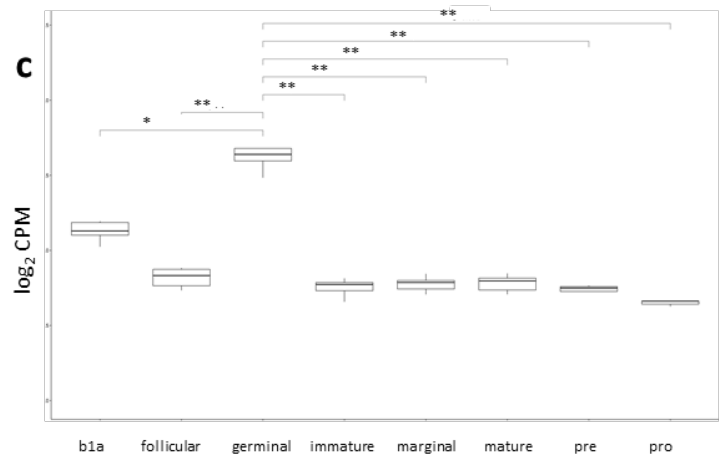 **
**
c
**
**
** ..
**
*
log₂ CPM
b1a follicular germinal immature marginal mature pre pro